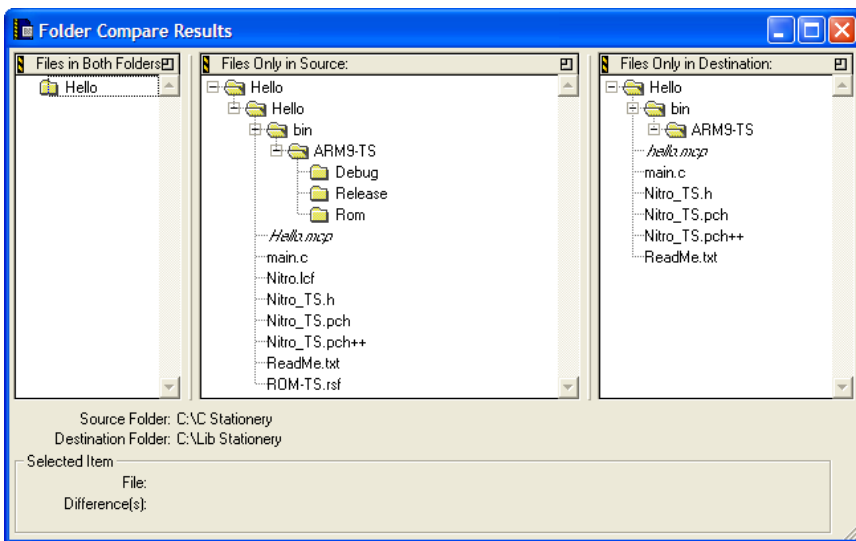 Folder Compare Results
Files in Both Folders
Hello
Files Only in Source:
Hello
Hello
bin
ARM9-TS
Debug
Release
Rom
Hello.mcp
main.c
Nitro.lcf
Nitro_TS.h
Nitro_TS.pch
Nitro_TS.pch++
ReadMe.txt
ROM-TS.rsf
Files Only in Destination:
Hello
bin
ARM9-TS
hello.mcp
main.c
Nitro_TS.h
Nitro_TS.pch
Nitro_TS.pch++
ReadMe.txt
Source Folder: C:\C Stationery
Destination Folder: C:\Lib Stationery
Selected Item
File:
Difference(s):